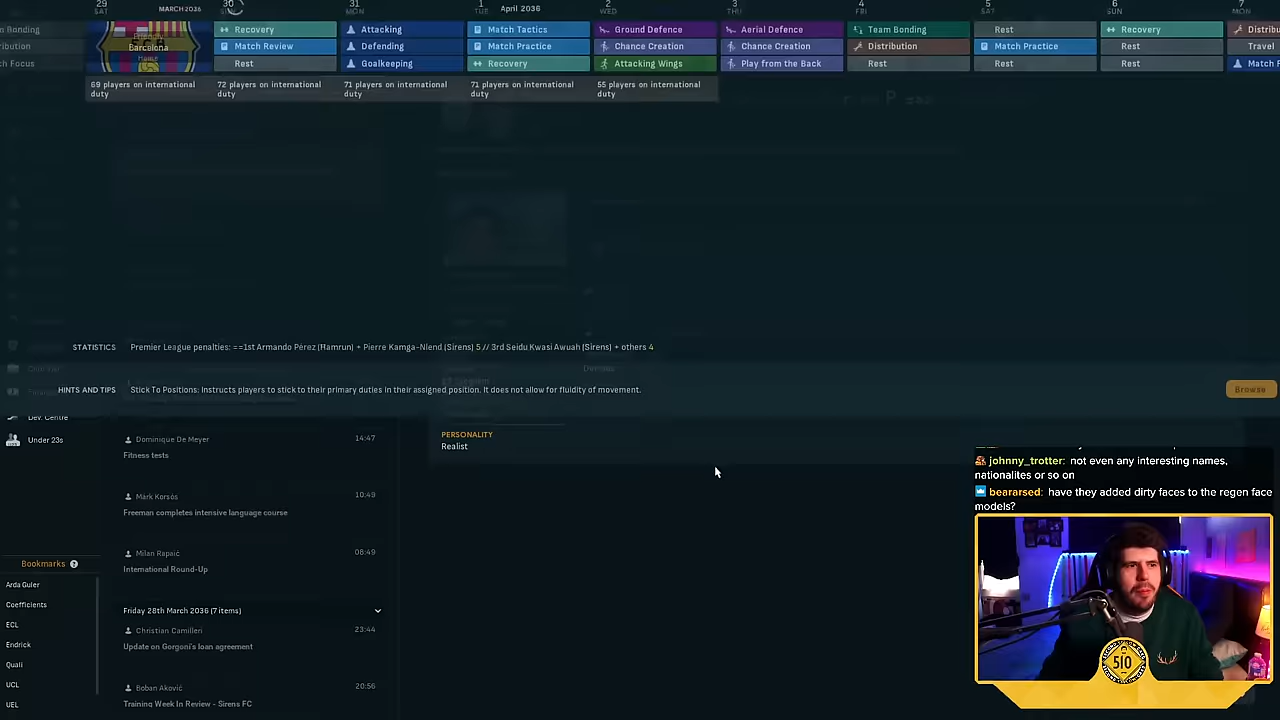 29 MARCH 2036 30 31 1 April 2036 2 3 4 5 6 7
SAT MON TUE WED THU FRI SAT SUN MON
Friendly
Barcelona
Home
Recovery
Match Review
Rest
Attacking
Defending
Goalkeeping
Match Tactics
Match Practice
Recovery
Ground Defence
Chance Creation
Attacking Wings
Aerial Defence
Chance Creation
Play from the Back
Team Bonding
Distribution
Rest
Rest
Match Practice
Rest
Recovery
Rest
Rest
Travel
69 players on international
duty
72 players on international
duty
71 players on international
duty
71 players on international
duty
55 players on international
duty
STATISTICS Premier League penalties: ==1st Armando Pérez (Hamrun) + Pierre Kamga-Nlend (Sirens) 5 // 3rd Seidu Kwasi Awuah (Sirens) + others 4
HINTS AND TIPS Stick To Positions: Instructs players to stick to their primary duties in their assigned position. It does not allow for fluidity of movement. Browse
Dev. Centre
Under 23s
Dominique De Meyer 14:47
Fitness tests
Márk Korsós 10:49
Freeman completes intensive language course
Milan Rapaić 08:49
International Round-Up
Friday 28th March 2036 (7 items)
Christian Camilleri 23:44
Update on Gorgoni's loan agreement
Boban Aković 20:56
Training Week In Review - Sirens FC
PERSONALITY
Realist
Bookmarks ?
Arda Guler
Coefficients
ECL
Endrick
Quali
UCL
UEL
johnny_trotter: not even any interesting names,
nationalites or so on
beararsed: have they added dirty faces to the regen face
models?
510